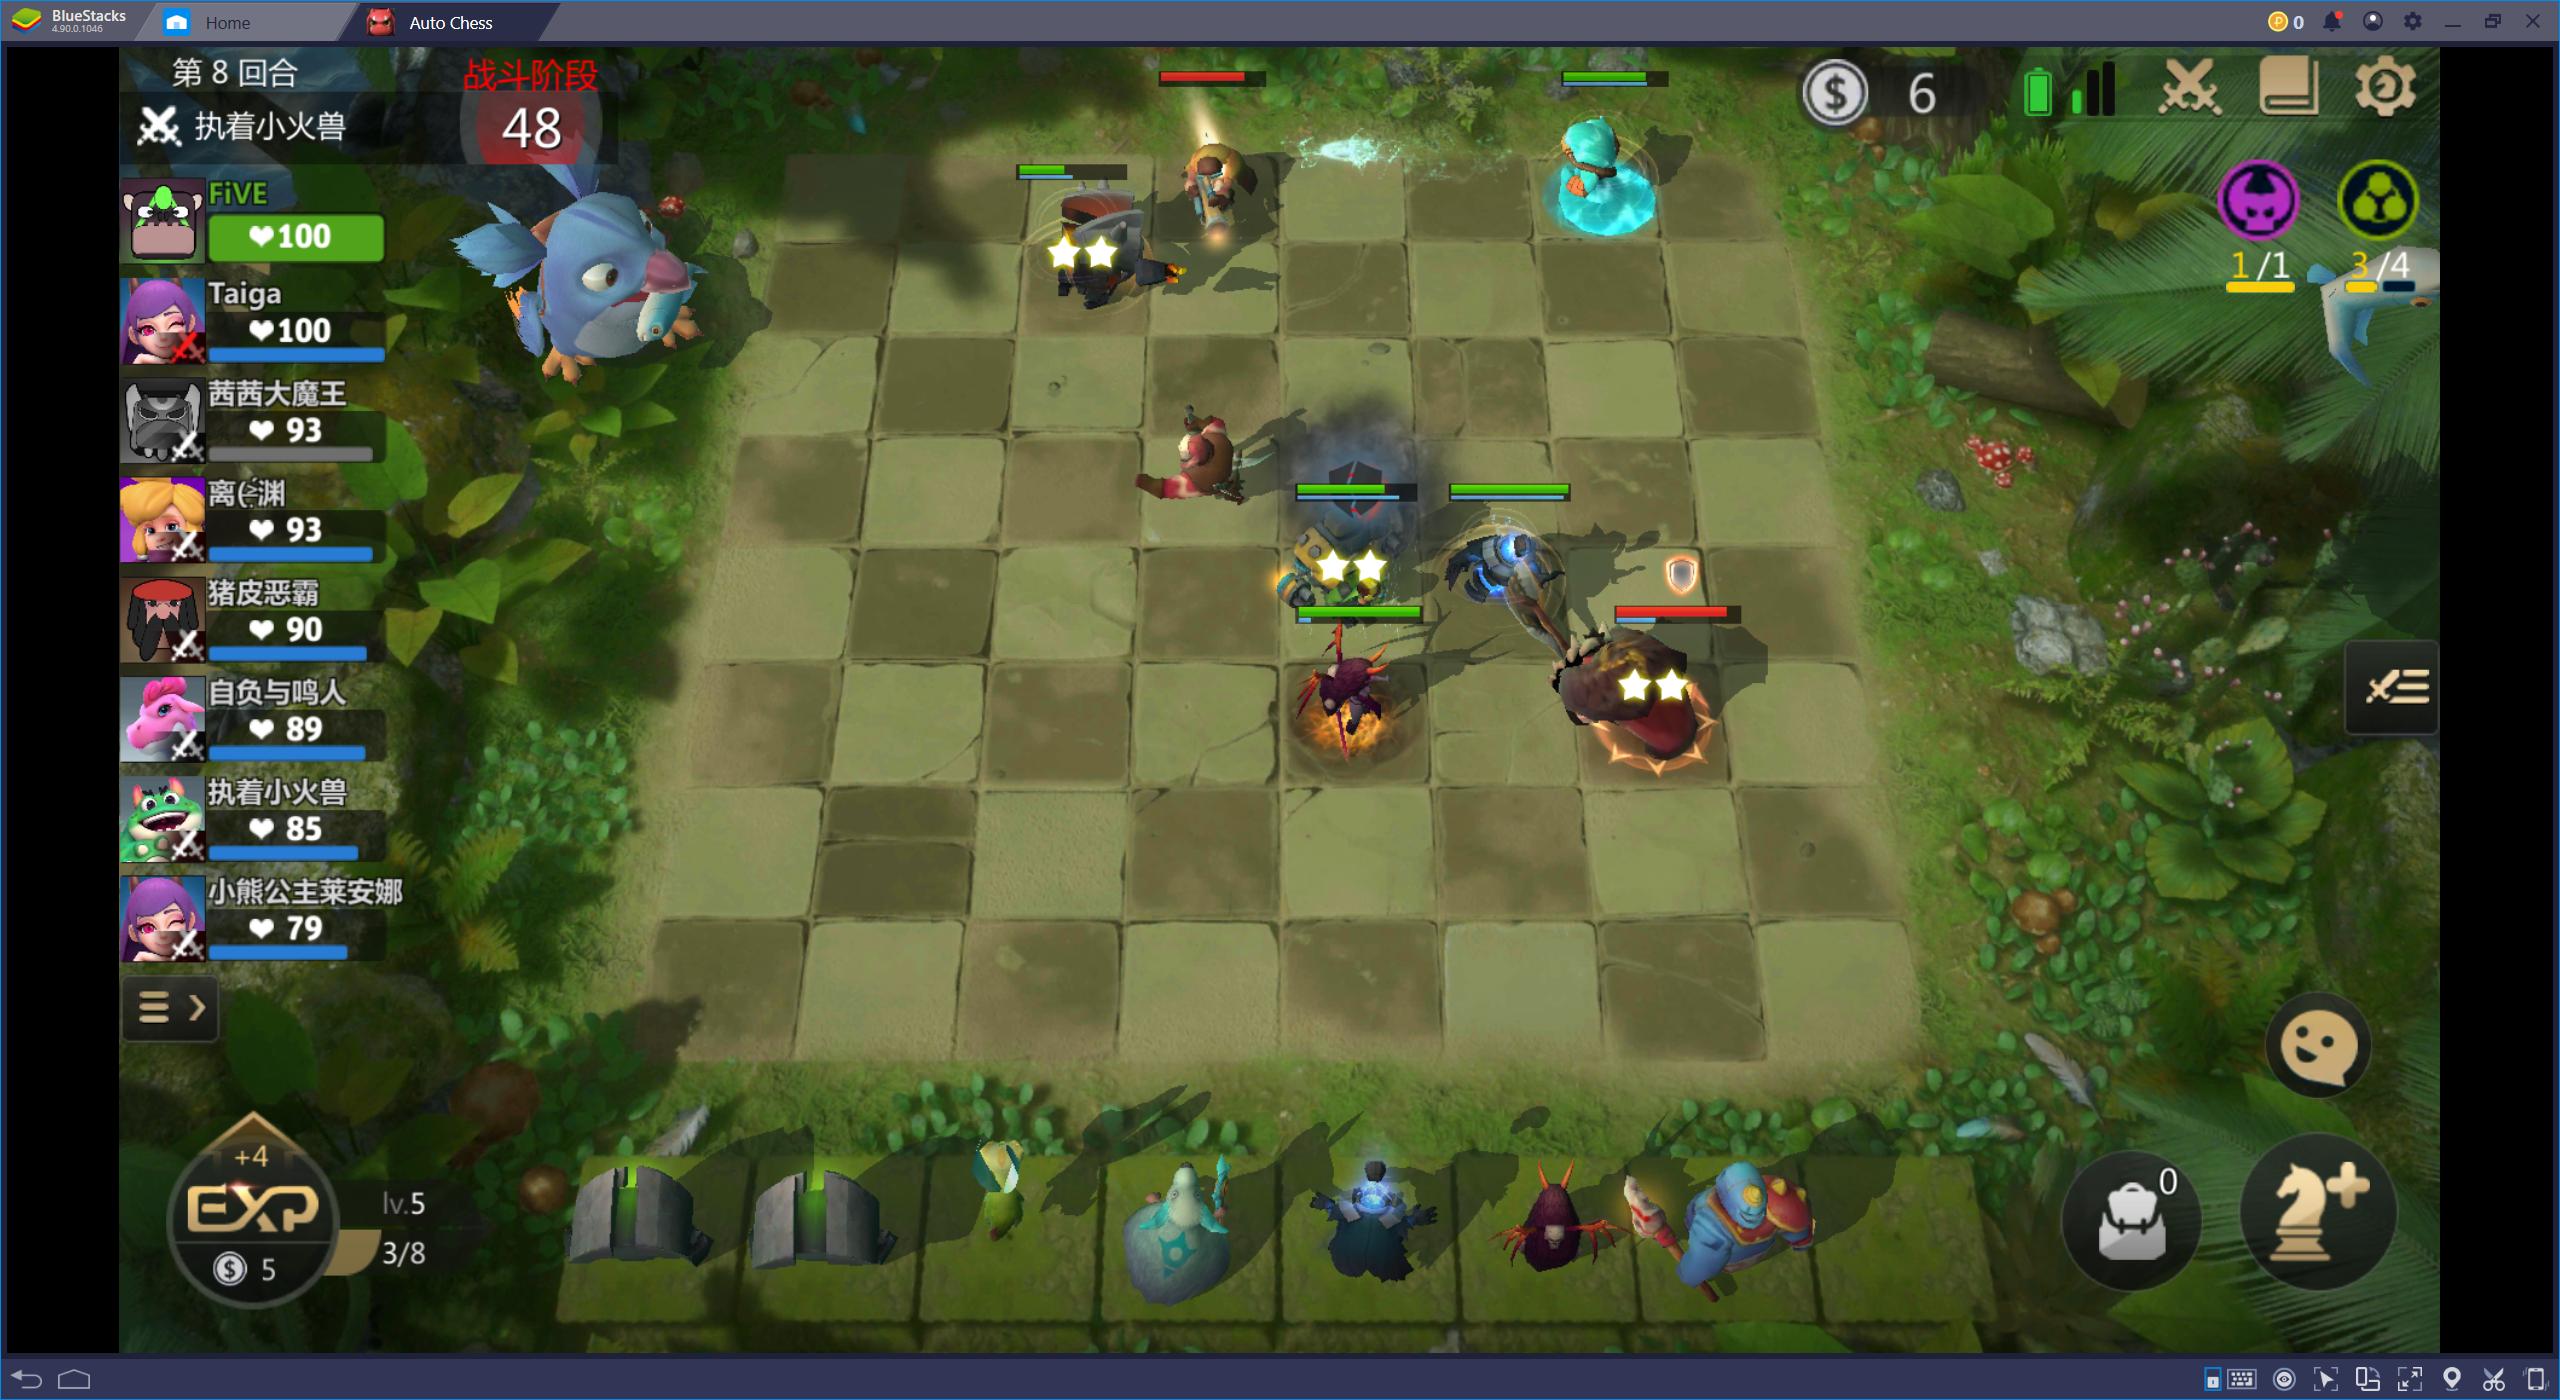 BlueStacks
4.90.0.1046
Home
Auto Chess
0
第 8 回合
战斗阶段
执着小火兽
48
6
1/1
3/4
FiVE
100
Taiga
100
茜茜大魔王
93
93
猪皮恶霸
90
自负与鸣人
89
执着小火兽
85
小熊公主莱安娜
79
+4
EXP
5
lv.5
3/8
0